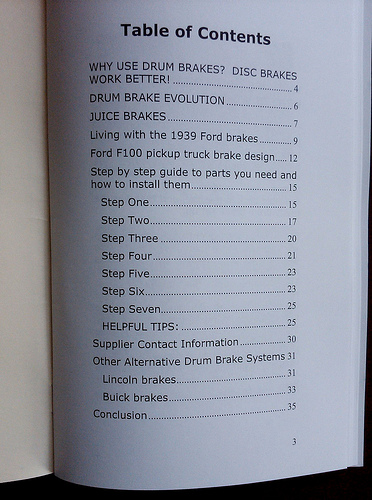 Table of Contents
WHY USE DRUM BRAKES?  DISC BRAKES
WORK BETTER! ........................................ 4
DRUM BRAKE EVOLUTION...................... 6
JUICE BRAKES ......................................... 7
Living with the 1939 Ford brakes........... 9
Ford F100 pickup truck brake design.... 12
Step by step guide to parts you need and
how to install them.............................. 15
Step One............................................. 15
Step Two............................................. 17
Step Three .......................................... 20
Step Four............................................ 21
Step Five............................................. 23
Step Six............................................... 23
Step Seven.......................................... 25
HELPFUL TIPS: ................................... 25
Supplier Contact Information................ 30
Other Alternative Drum Brake Systems 31
Lincoln brakes..................................... 31
Buick brakes....................................... 33
Conclusion........................................... 35
3